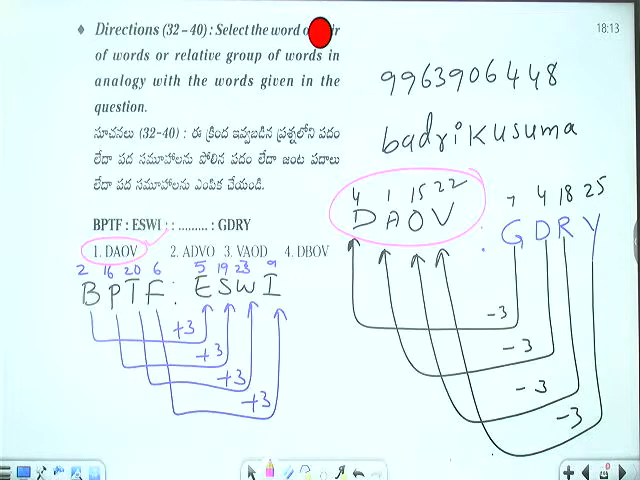 18:13
Directions (32 – 40) : Select the word o ir
of words or relative group of words in
analogy with the words given in the
question.
సూచనలు (32-40) : ఈ క్రింద ఇవ్వబడిన ప్రశ్నలోని పదం
లేదా పద సమూహాలను పోలిన పదం లేదా జంట పదాలు
లేదా పద సమూహాలను ఎంపిక చేయండి.
BPTF : ESWI : : ......... : GDRY
1. DAOV 2. ADVO 3. VAOD 4. DBOV
2 16 20 6 5 19 23 9
BPTF : ESWI
+3
+3
+3
+3
9963906448
badrikusuma
4 1 15 22 7 4 18 25
DAOV : GDRY
-3
-3
-3
-3